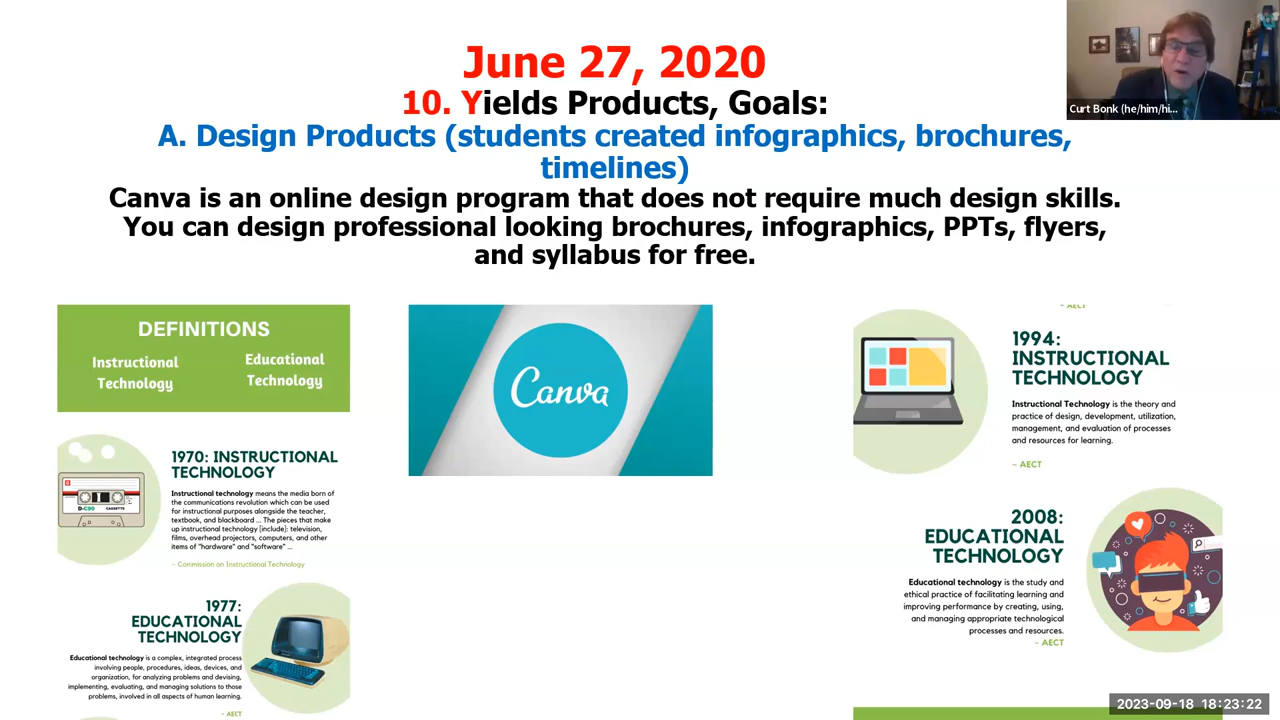 June 27, 2020
10. Yields Products, Goals:
A. Design Products (students created infographics, brochures,
timelines)
Canva is an online design program that does not require much design skills.
You can design professional looking brochures, infographics, PPTs, flyers,
and syllabus for free.
Curt Bonk (he/him/hi...
DEFINITIONS
Instructional
Technology
Educational
Technology
1970: INSTRUCTIONAL
TECHNOLOGY
Instructional technology means the media born of
the communications revolution which can be used
for instructional purposes alongside the teacher,
textbook, and blackboard ... The pieces that make
up instructional technology [include]: television,
films, overhead projectors, computers, and other
items of "hardware" and "software" ...
– Commission on Instructional Technology
D-C90
CASSETTE
1977:
EDUCATIONAL
TECHNOLOGY
Educational technology is a complex, integrated process
involving people, procedures, ideas, devices, and
organization, for analyzing problems and devising,
implementing, evaluating, and managing solutions to those
problems, involved in all aspects of human learning.
– AECT
Canva
– AECT
1994:
INSTRUCTIONAL
TECHNOLOGY
Instructional Technology is the theory and
practice of design, development, utilization,
management, and evaluation of processes
and resources for learning.
– AECT
2008:
EDUCATIONAL
TECHNOLOGY
Educational technology is the study and
ethical practice of facilitating learning and
improving performance by creating, using,
and managing appropriate technological
processes and resources.
– AECT
2023-09-18 18:23:22